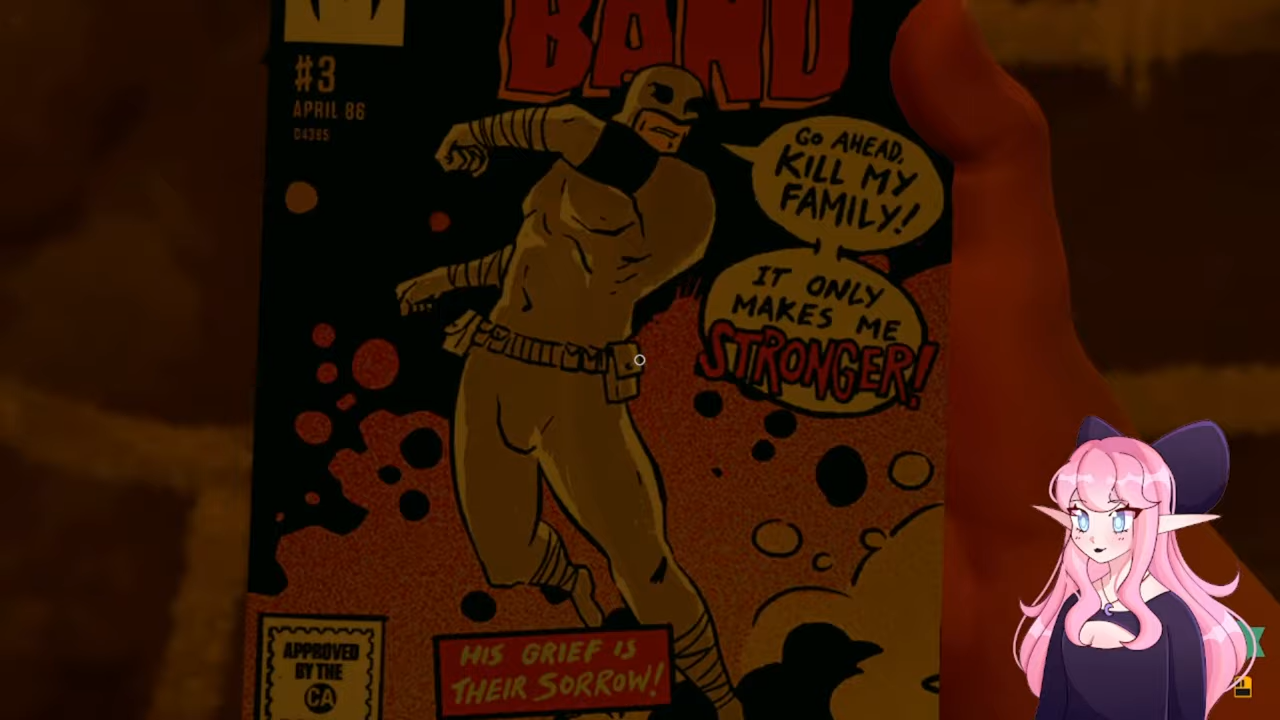 BAND
#3
APRIL 86
04385
GO AHEAD,
KILL MY
FAMILY!
IT ONLY
MAKES ME
STRONGER!
APPROVED
BY THE
CA
HIS GRIEF IS
THEIR SORROW!